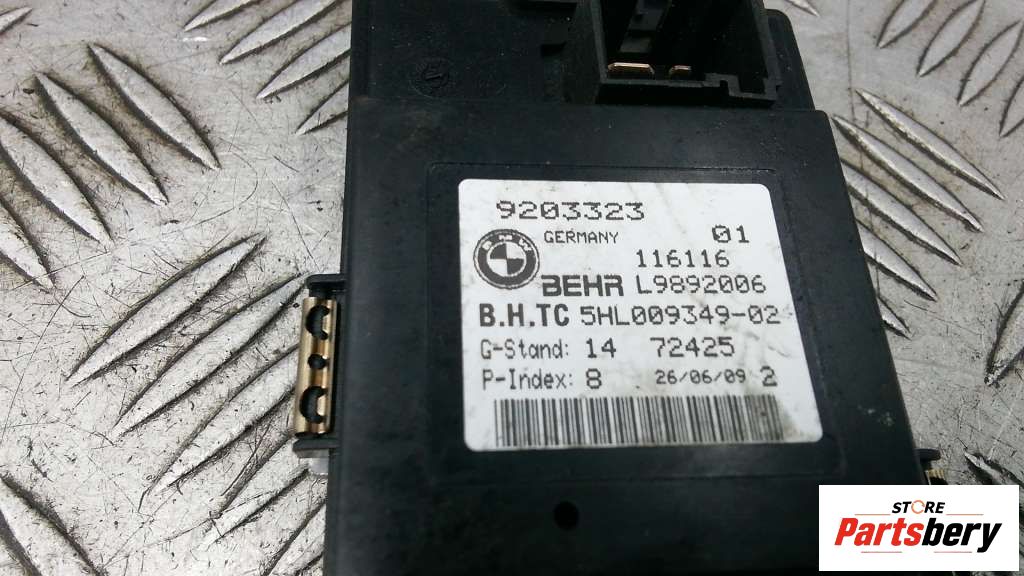 9203323
GERMANY 01
BMW
116116
BEHR L9892006
B.H.TC 5HL009349-02
G-Stand: 14 72425
P-Index: 8 26/06/09 2
STORE
Partsbery